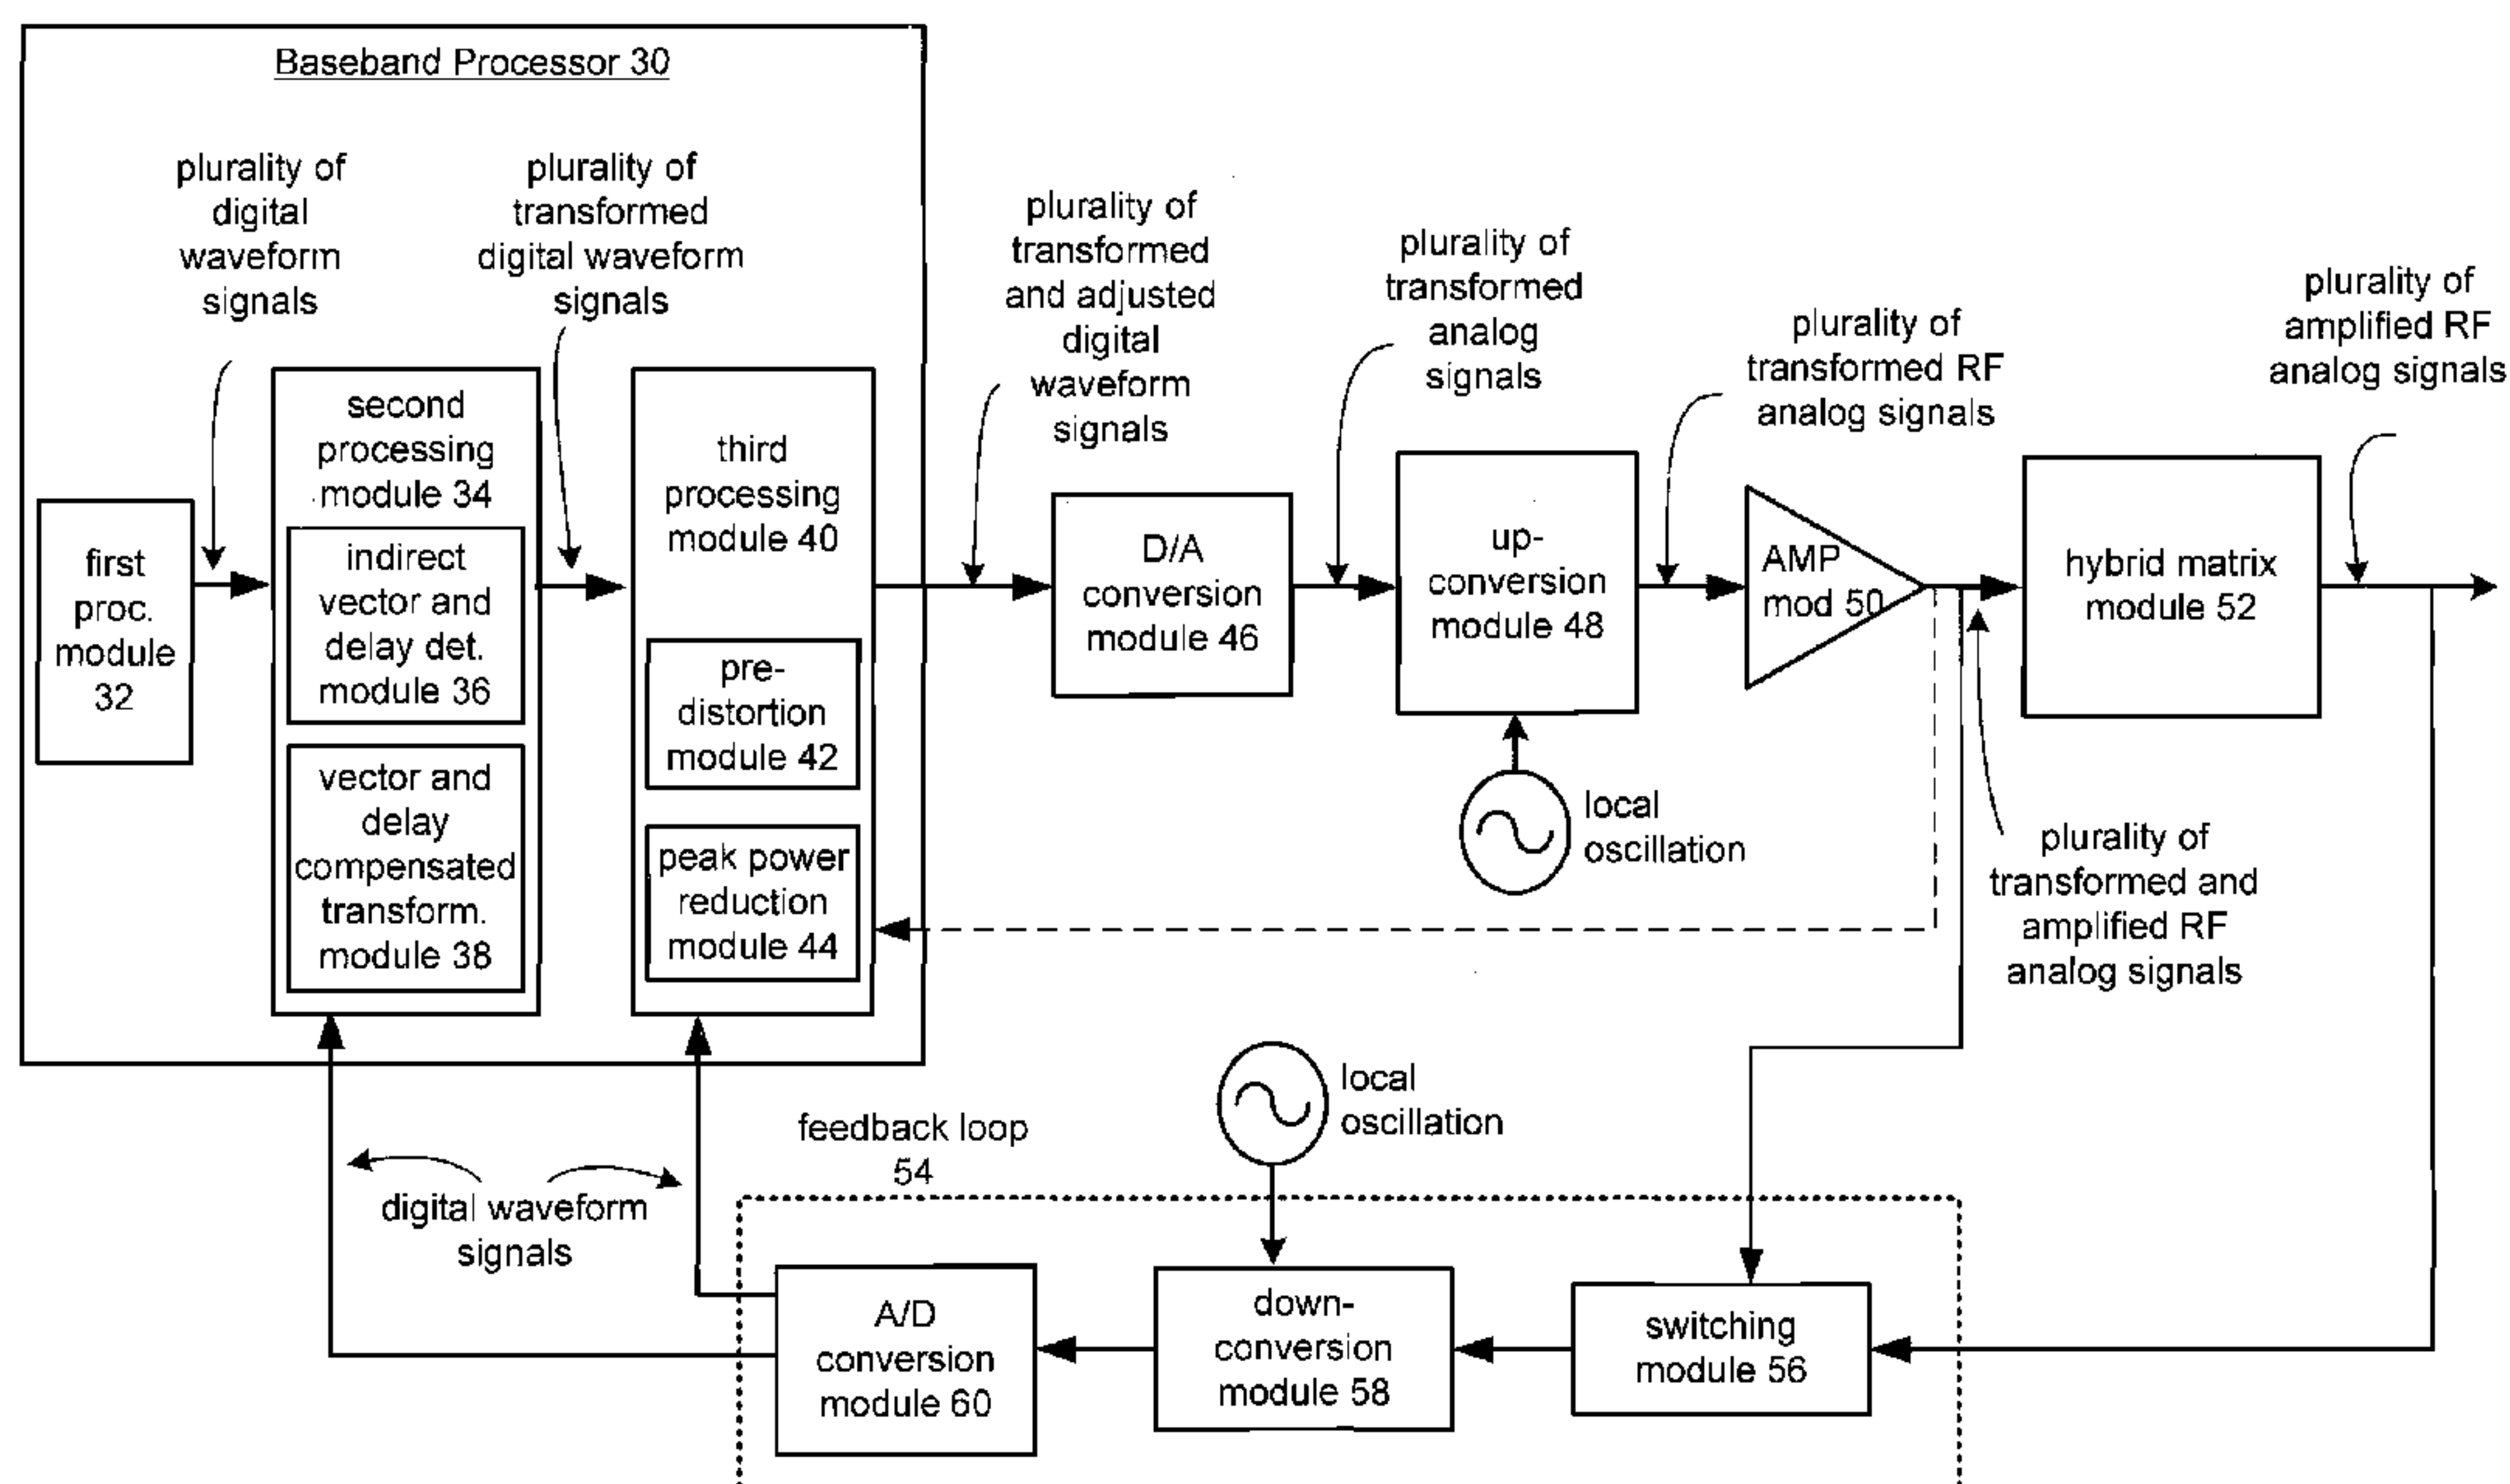 Baseband Processor 30
plurality of
digital
waveform
signals
plurality of
transformed
digital waveform
signals
plurality of
transformed
and adjusted
digital
waveform
signals
plurality of
transformed
analog
signals
plurality of
transformed RF
analog signals
plurality of
amplified RF
analog signals
first
proc.
module
32
second
processing
module 34
indirect
vector and
delay det.
module 36
vector and
delay
compensated
transform.
module 38
third
processing
module 40
pre-
distortion
module 42
peak power
reduction
module 44
D/A
conversion
module 46
up-
conversion
module 48
AMP
mod 50
hybrid matrix
module 52
local
oscillation
plurality of
transformed and
amplified RF
analog signals
local
oscillation
feedback loop
54
digital waveform
signals
A/D
conversion
module 60
down-
conversion
module 58
switching
module 56